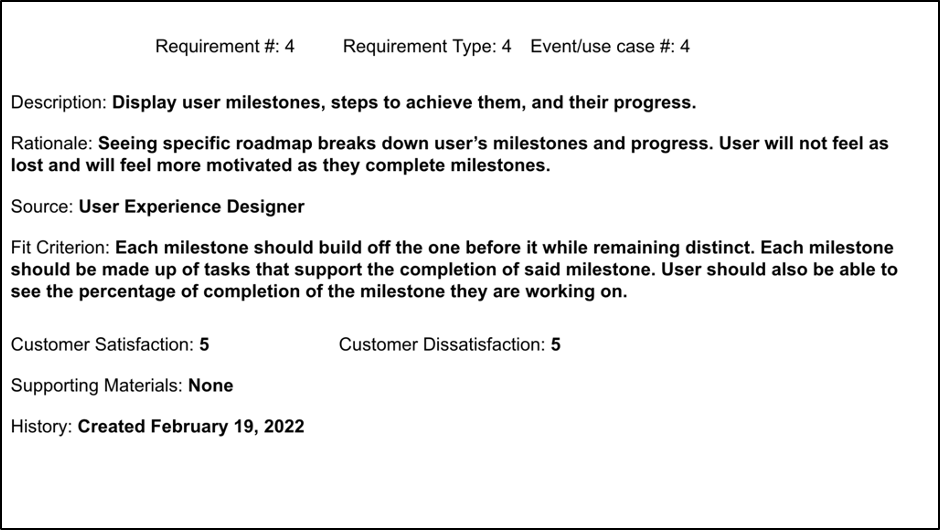 Requirement #: 4 Requirement Type: 4 Event/use case #: 4
Description: Display user milestones, steps to achieve them, and their progress.
Rationale: Seeing specific roadmap breaks down user’s milestones and progress. User will not feel as
lost and will feel more motivated as they complete milestones.
Source: User Experience Designer
Fit Criterion: Each milestone should build off the one before it while remaining distinct. Each milestone
should be made up of tasks that support the completion of said milestone. User should also be able to
see the percentage of completion of the milestone they are working on.
Customer Satisfaction: 5 Customer Dissatisfaction: 5
Supporting Materials: None
History: Created February 19, 2022